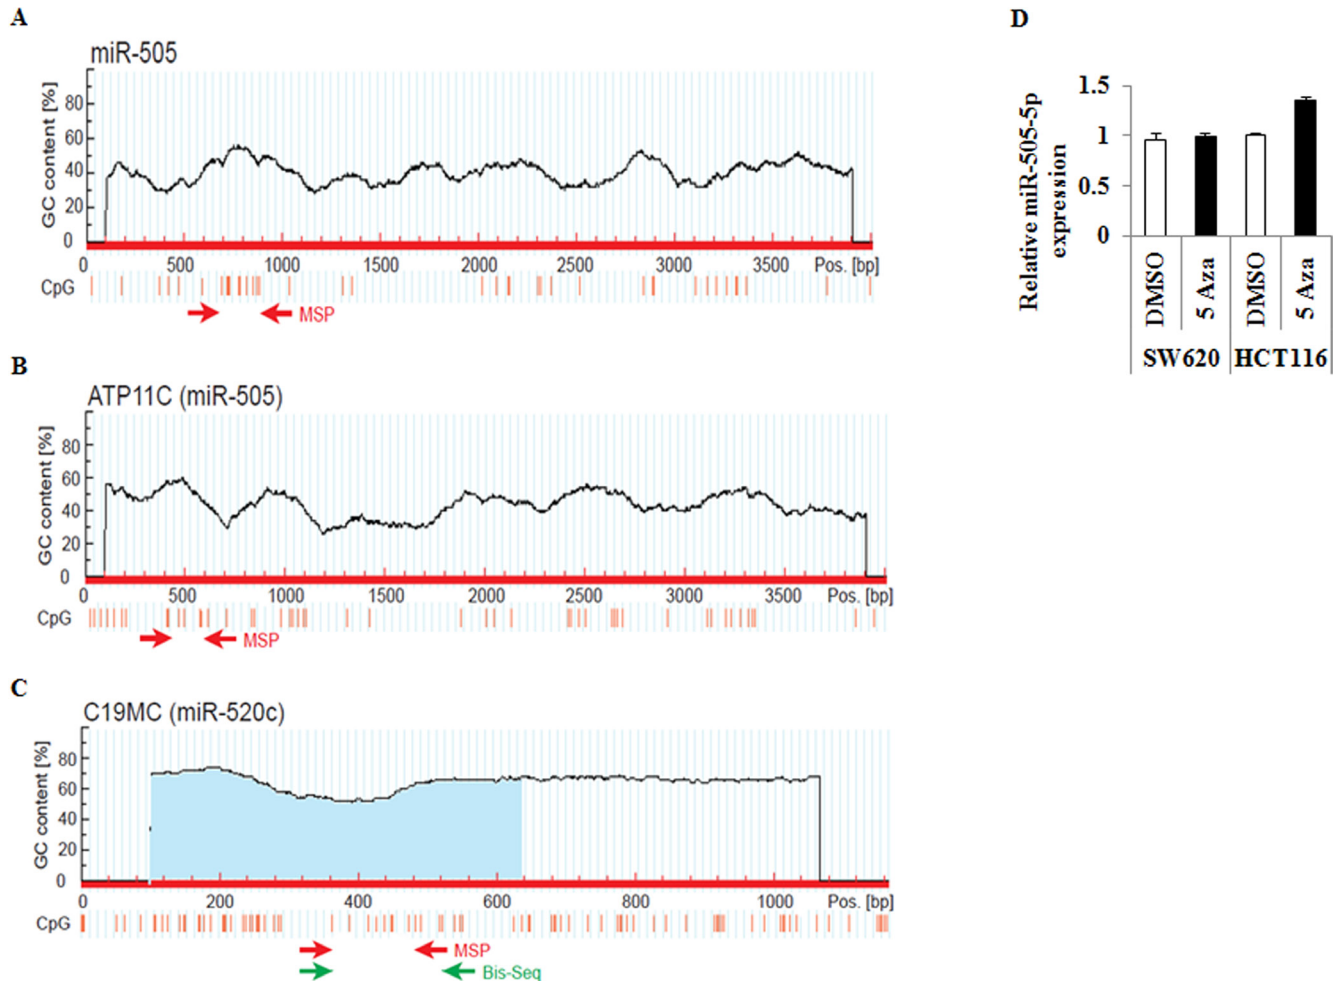 A
miR-505
GC content [%]
80
60
40
20
0
0 500 1000 1500 2000 2500 3000 3500 Pos. [bp]
CpG
MSP
B
ATP11C (miR-505)
GC content [%]
80
60
40
20
0
0 500 1000 1500 2000 2500 3000 3500 Pos. [bp]
CpG
MSP
C
C19MC (miR-520c)
GC content [%]
80
60
40
20
0
0 200 400 600 800 1000 Pos. [bp]
CpG
MSP
Bis-Seq
D
Relative miR-505-5p
expression
1.5
1
0.5
0
DMSO 5 Aza DMSO 5 Aza
SW620 HCT116